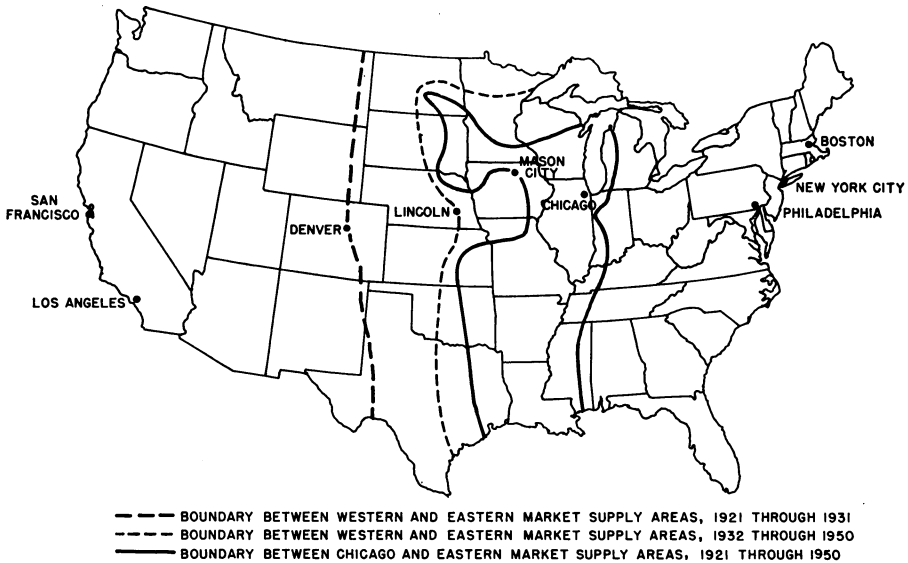 BOSTON
MASON
CITY
NEW YORK CITY
SAN
FRANCISCO
LINCOLN
CHICAGO
PHILADELPHIA
DENVER
LOS ANGELES
BOUNDARY BETWEEN WESTERN AND EASTERN MARKET SUPPLY AREAS, 1921 THROUGH 1931
BOUNDARY BETWEEN WESTERN AND EASTERN MARKET SUPPLY AREAS, 1932 THROUGH 1950
BOUNDARY BETWEEN CHICAGO AND EASTERN MARKET SUPPLY AREAS, 1921 THROUGH 1950